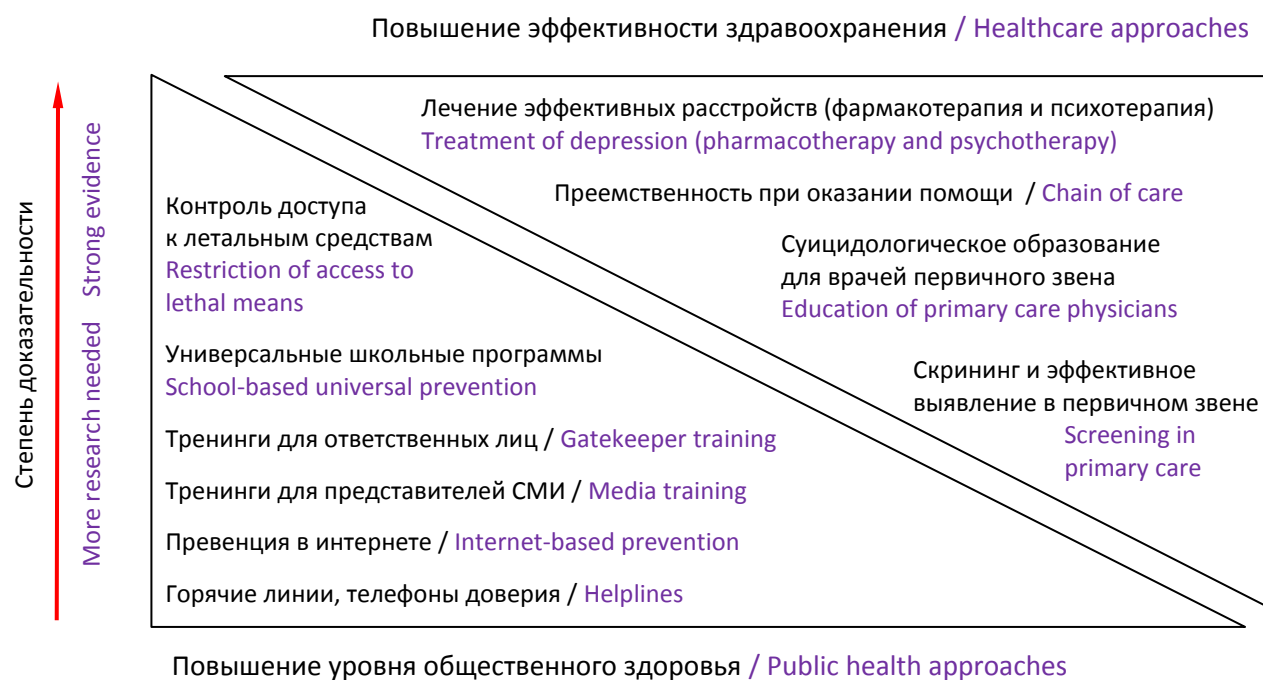 Повышение эффективности здравоохранения / Healthcare approaches
Степень доказательности
More research needed Strong evidence
Лечение эффективных расстройств (фармакотерапия и психотерапия)
Treatment of depression (pharmacotherapy and psychotherapy)
Преемственность при оказании помощи / Chain of care
Суицидологическое образование
для врачей первичного звена
Education of primary care physicians
Скрининг и эффективное
выявление в первичном звене
Screening in
primary care
Контроль доступа
к летальным средствам
Restriction of access to
lethal means
Универсальные школьные программы
School-based universal prevention
Тренинги для ответственных лиц / Gatekeeper training
Тренинги для представителей СМИ / Media training
Превенция в интернете / Internet-based prevention
Горячие линии, телефоны доверия / Helplines
Повышение уровня общественного здоровья / Public health approaches